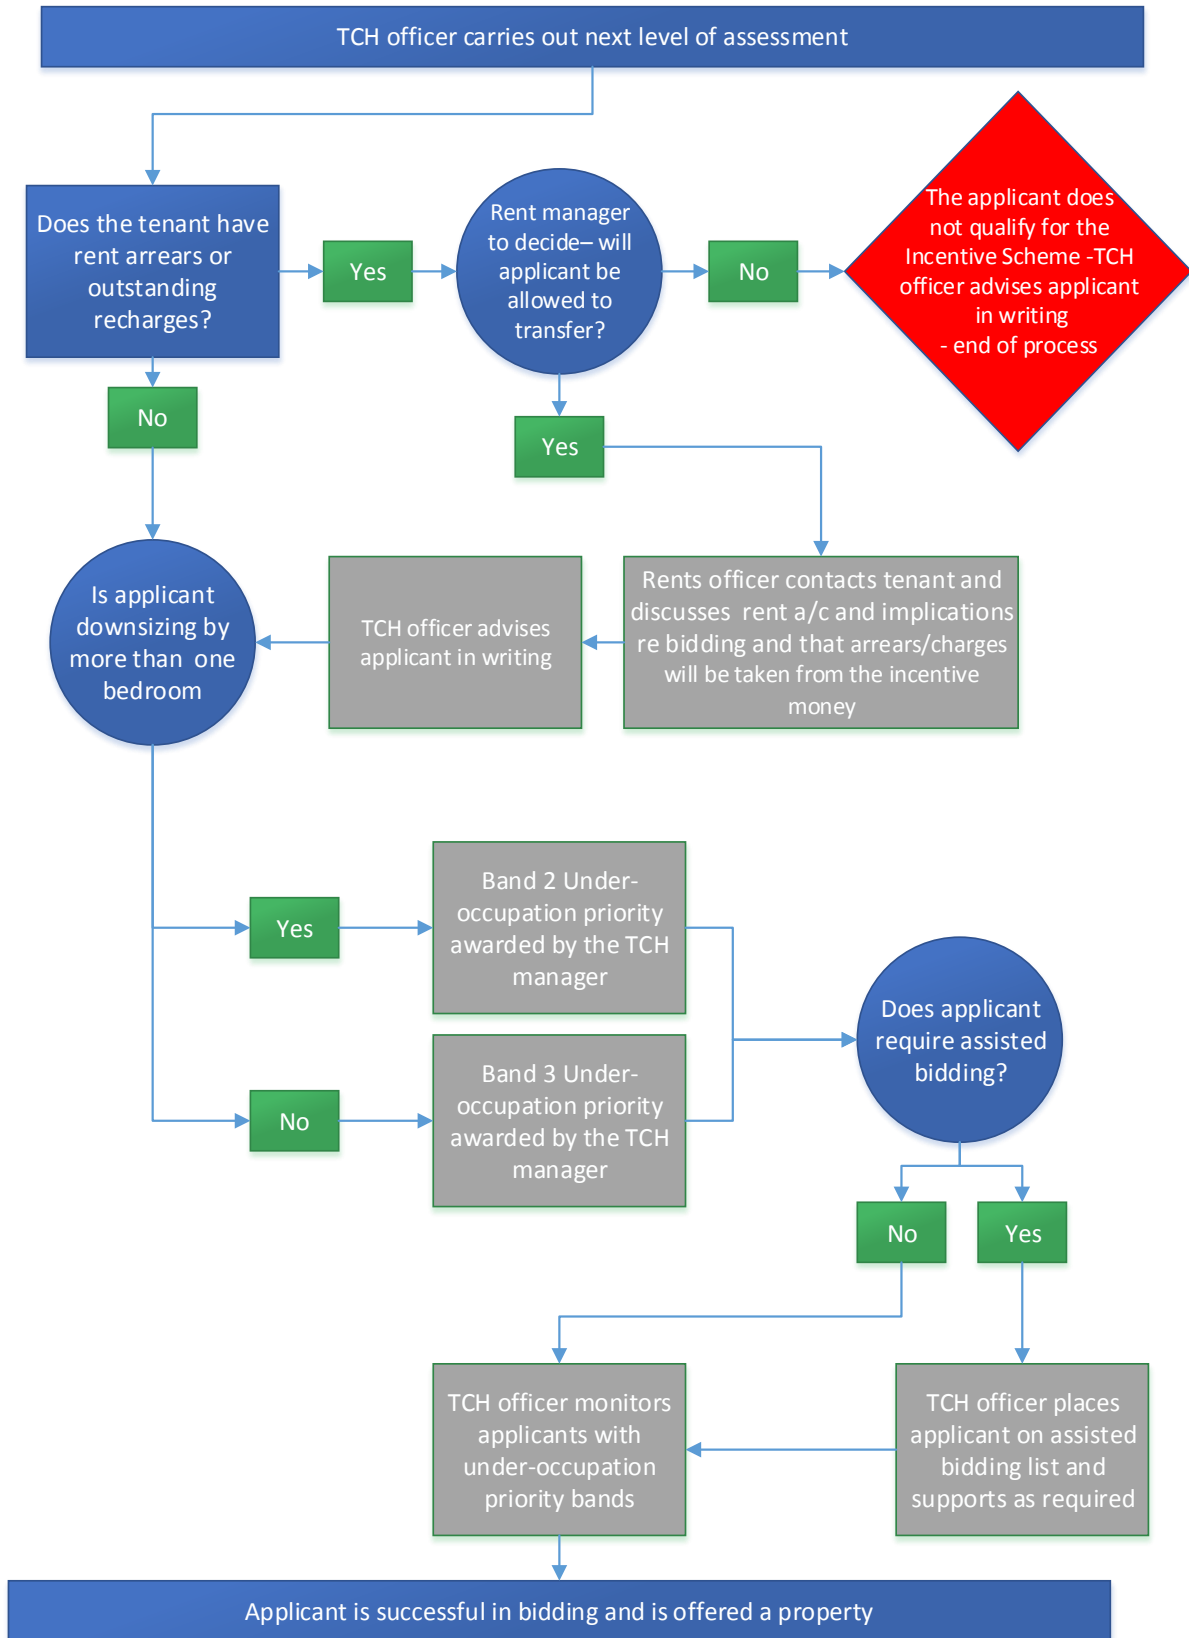 TCH officer carries out next level of assessment
Does the tenant have
rent arrears or
outstanding
recharges?
Yes
Rent manager
to decide– will
applicant be
allowed to
transfer?
No
The applicant does
not qualify for the
Incentive Scheme -TCH
officer advises applicant
in writing
- end of process
No
Yes
Is applicant
downsizing by
more than one
bedroom
TCH officer advises
applicant in writing
Rents officer contacts tenant and
discusses rent a/c and implications
re bidding and that arrears/charges
will be taken from the incentive
money
Yes
Band 2 Under-
occupation priority
awarded by the TCH
manager
No
Band 3 Under-
occupation priority
awarded by the TCH
manager
Does applicant
require assisted
bidding?
No
Yes
TCH officer monitors
applicants with
under-occupation
priority bands
TCH officer places
applicant on assisted
bidding list and
supports as required
Applicant is successful in bidding and is offered a property